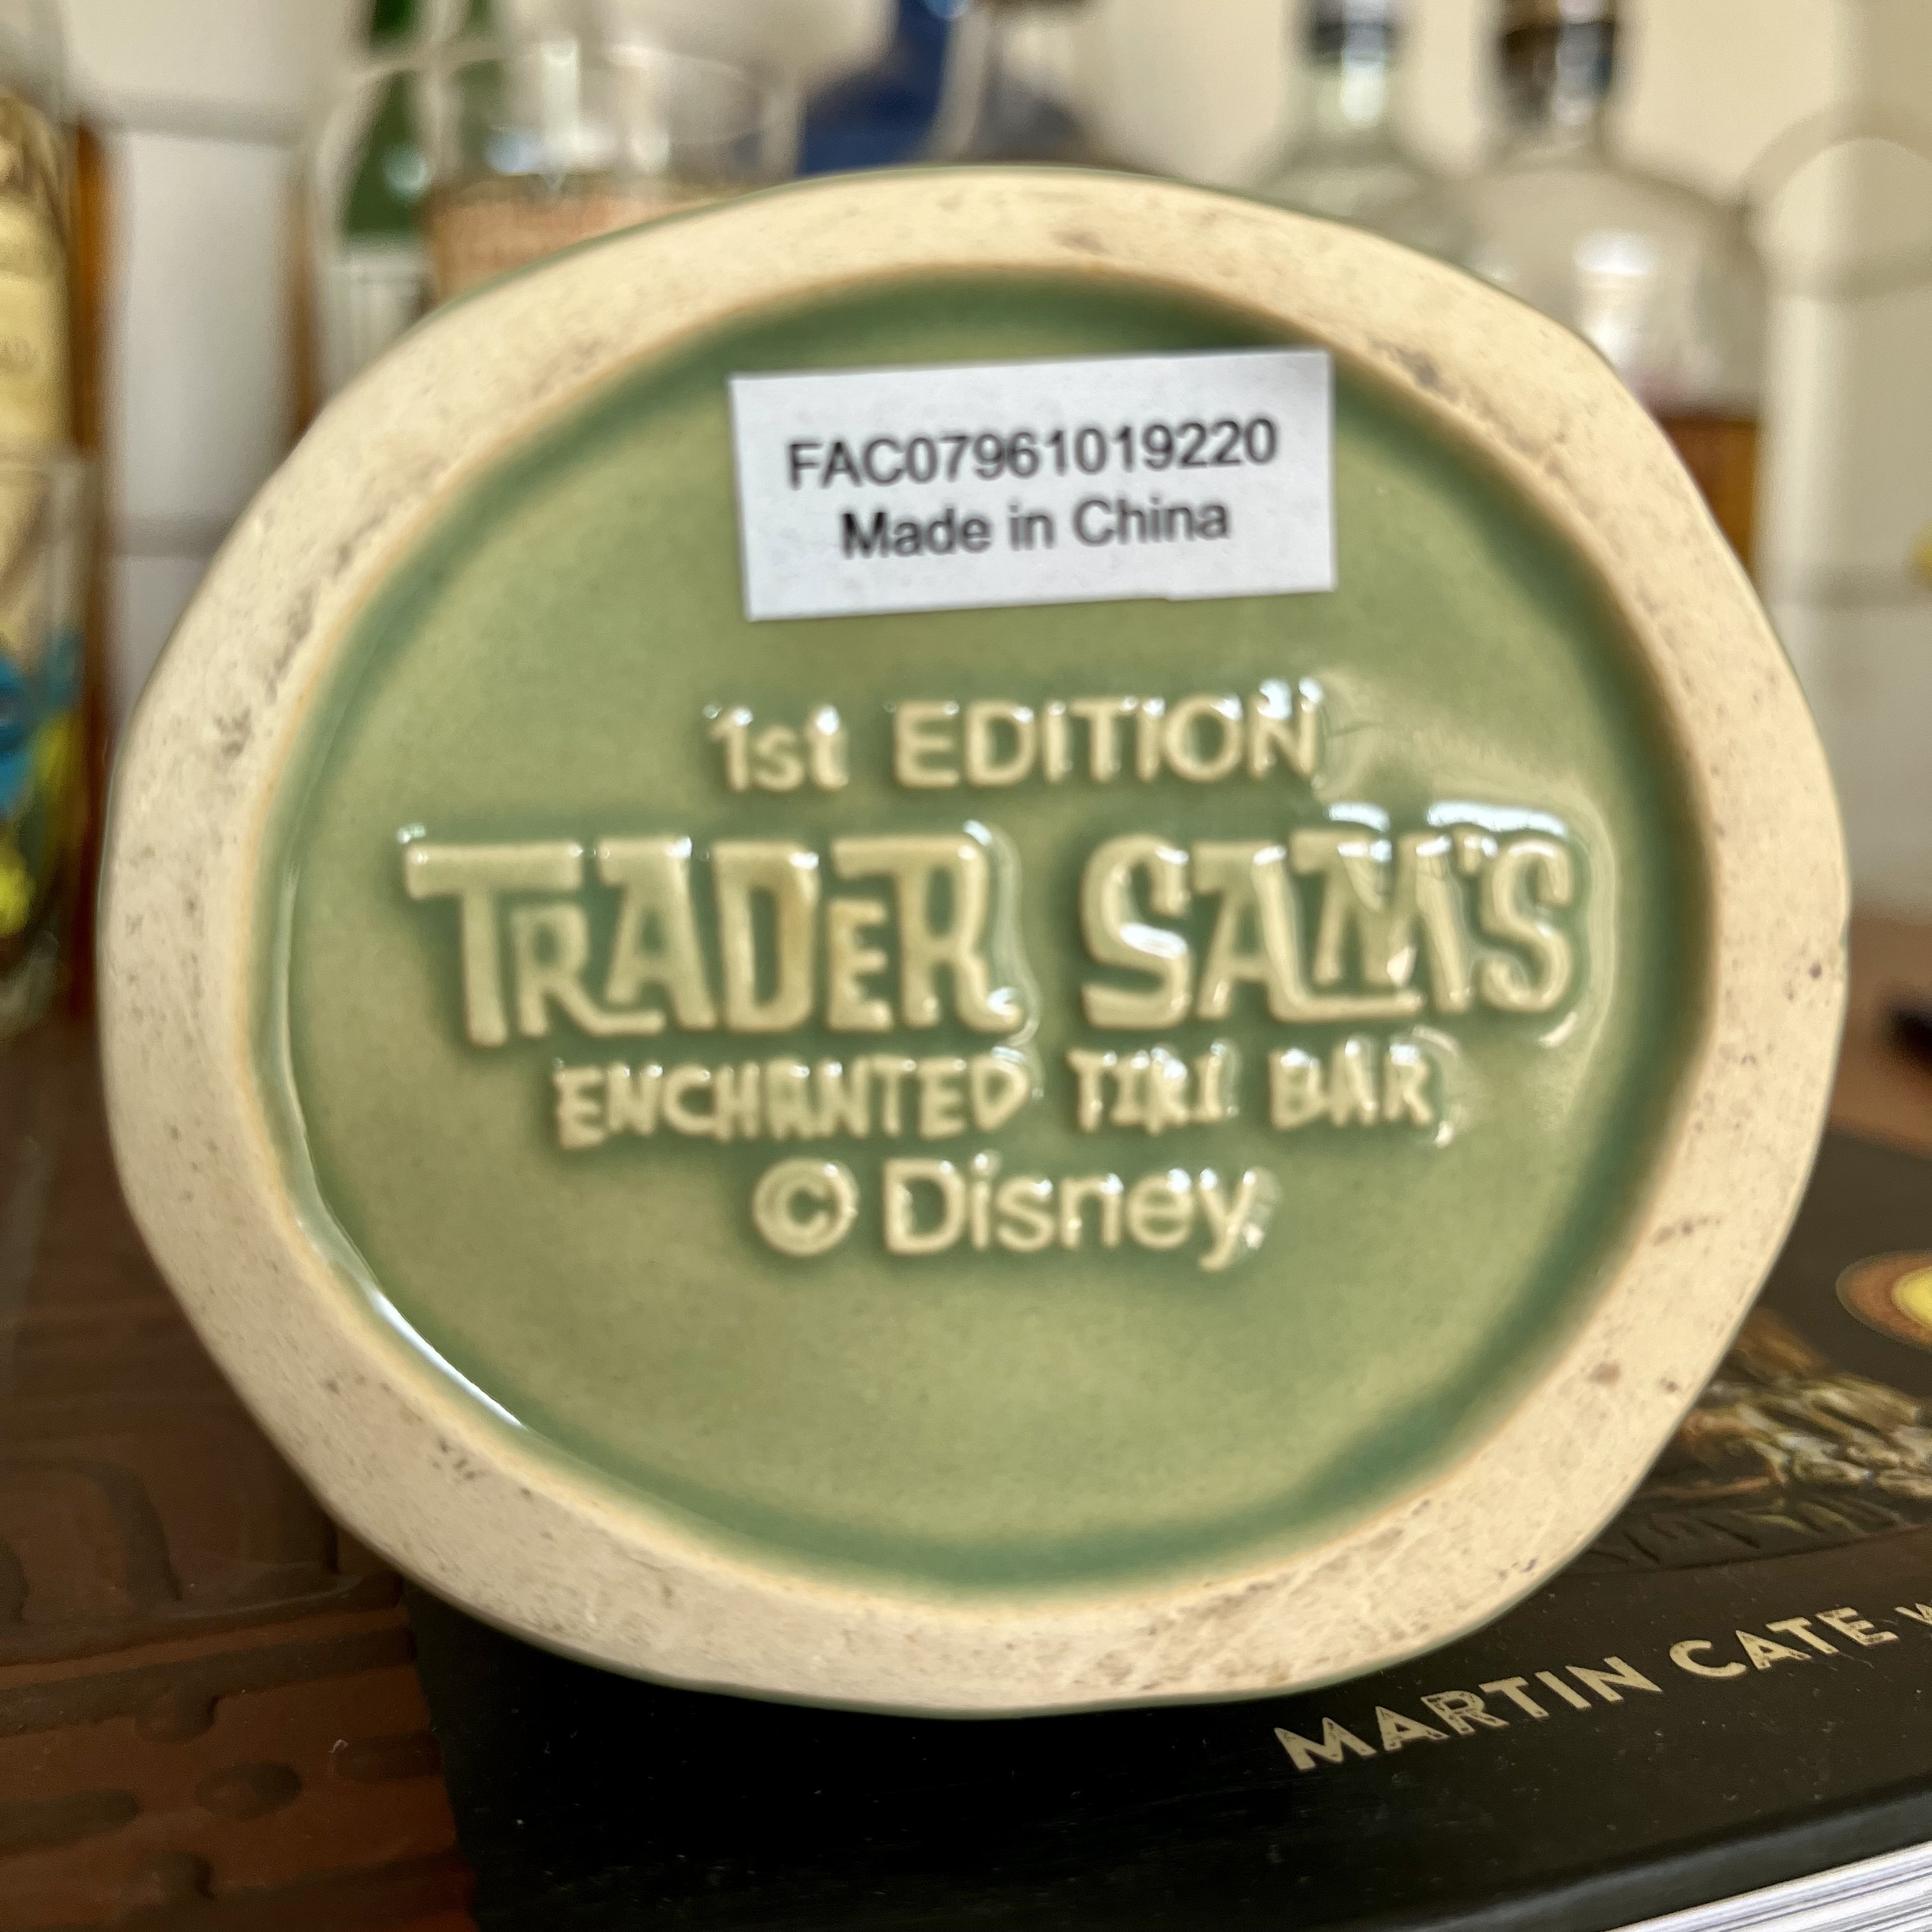 FAC07961019220
Made in China
1st EDITION
TRADER SAM'S
ENCHANTED TIKI BAR
© Disney
MARTIN CATE